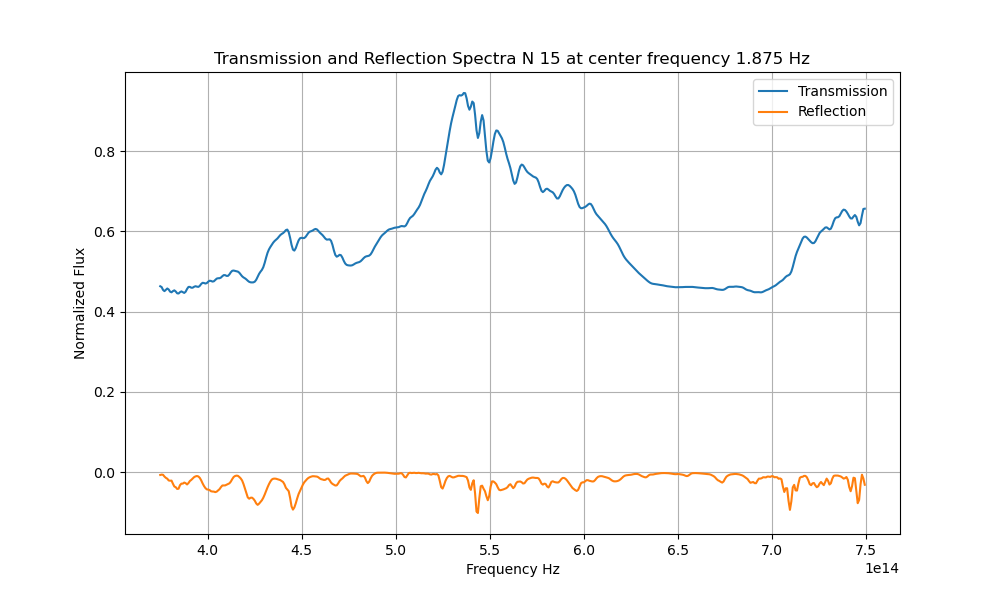 Transmission and Reflection Spectra N 15 at center frequency 1.875 Hz
Transmission
Reflection
Normalized Flux
0.8
0.6
0.4
0.2
0.0
4.0 4.5 5.0 5.5 6.0 6.5 7.0 7.5
1e14
Frequency Hz